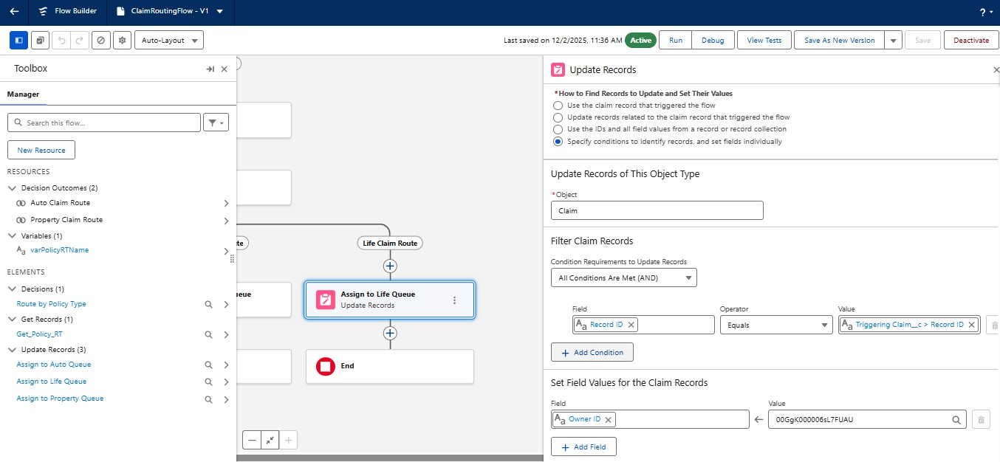 Flow Builder
ClaimRoutingFlow - V1
?
Auto-Layout
Last saved on 12/2/2025, 11:36 AM
Active
Run
Debug
View Tests
Save As New Version
Save
Deactivate
Toolbox
Manager
Search this flow...
New Resource
RESOURCES
Decision Outcomes (2)
Auto Claim Route
Property Claim Route
Variables (1)
Aa varPolicyRTName
ELEMENTS
Decisions (1)
Route by Policy Type
Get Records (1)
Get_Policy_RT
Update Records (3)
Assign to Auto Queue
Assign to Life Queue
Assign to Property Queue
Life Claim Route
Assign to Life Queue
Update Records
End
Update Records
*How to Find Records to Update and Set Their Values
Use the claim record that triggered the flow
Update records related to the claim record that triggered the flow
Use the IDs and all field values from a record or record collection
Specify conditions to identify records, and set fields individually
Update Records of This Object Type
*Object
Claim
Filter Claim Records
Condition Requirements to Update Records
All Conditions Are Met (AND)
Field Operator Value
Aa Record ID Equals Aa Triggering Claim__c > Record ID
+ Add Condition
Set Field Values for the Claim Records
Field Value
Aa Owner ID 00GgK000006sL7FUAU
+ Add Field